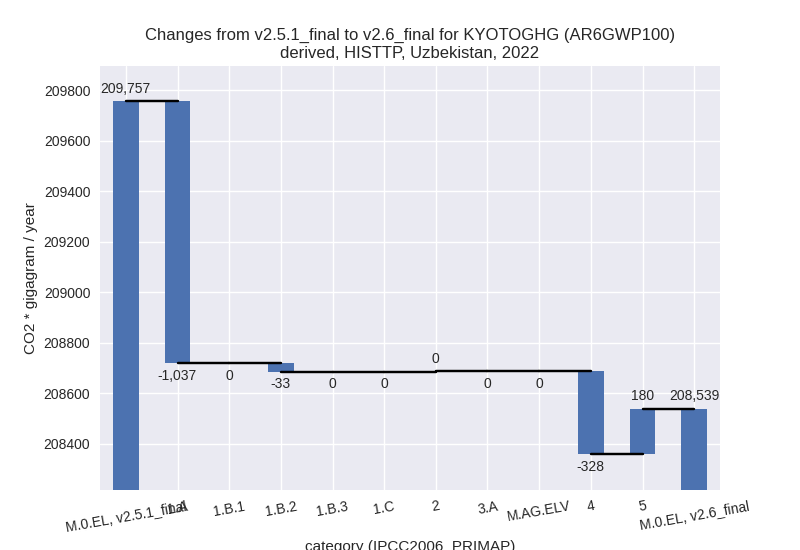 Changes from v2.5.1_final to v2.6_final for KYOTOGHG (AR6GWP100)
derived, HISTTP, Uzbekistan, 2022
CO2 * gigagram / year
209800
209600
209400
209200
209000
208800
208600
208400
209,757
-1,037
0
-33
0
0
0
0
0
-328
180
208,539
M.0.EL, v2.5.1_final
1.A
1.B.1
1.B.2
1.B.3
1.C
2
3.A
M.AG.ELV
4
5
M.0.EL, v2.6_final
category (IPCC2006_PRIMAP)